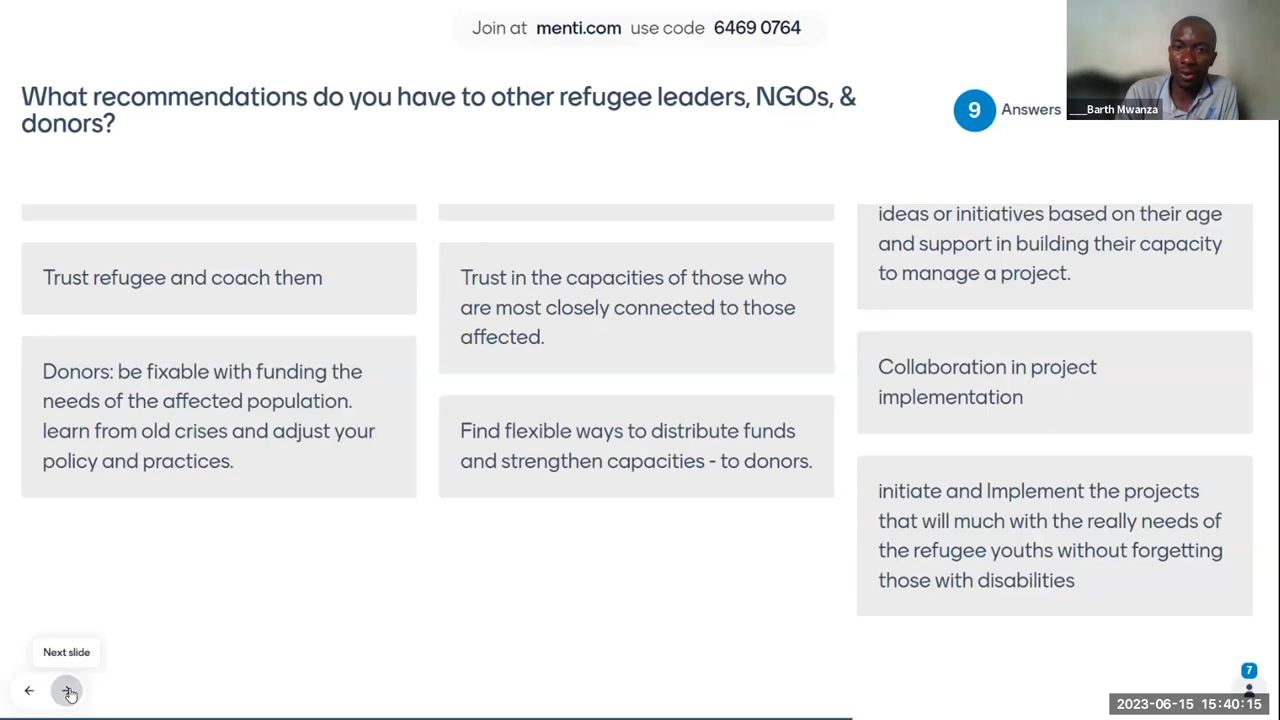 Join at menti.com use code 6469 0764
What recommendations do you have to other refugee leaders, NGOs, &
donors?
9 Answers
___Barth Mwanza
Trust refugee and coach them
Donors: be fixable with funding the
needs of the affected population.
learn from old crises and adjust your
policy and practices.
Trust in the capacities of those who
are most closely connected to those
affected.
Find flexible ways to distribute funds
and strengthen capacities - to donors.
ideas or initiatives based on their age
and support in building their capacity
to manage a project.
Collaboration in project
implementation
initiate and Implement the projects
that will much with the really needs of
the refugee youths without forgetting
those with disabilities
Next slide
7
2023-06-15 15:40:15